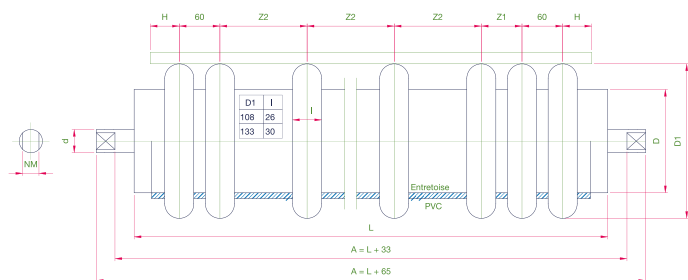 H 60 Z2 Z2 Z2 Z1 60 H
D1 I
108 26
133 30
I
d
NM
D
D1
Entretoise
PVC
L
A = L + 33
A = L + 65